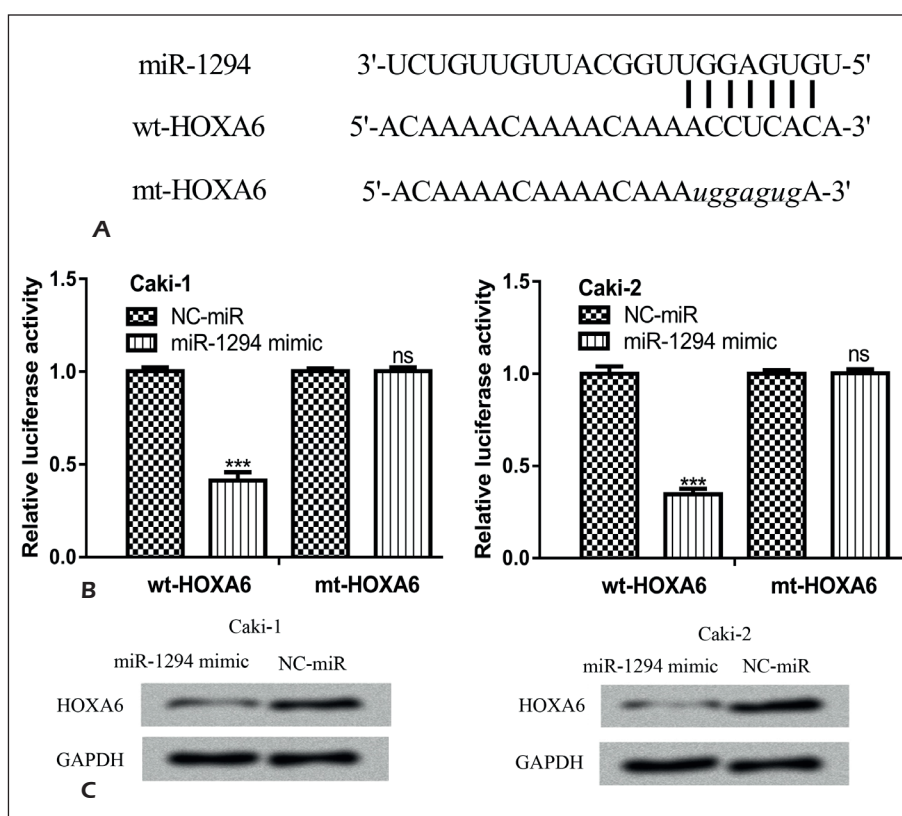 miR-1294 3'-UCUGUUGUUACGGUUGGAGUGU-5'
wt-HOXA6 5'-ACAAAACAAAACAAAACCUCACA-3'
mt-HOXA6 5'-ACAAAACAAAACAAAuggagugA-3'
A
Relative luciferase activity
1.5
1.0
0.5
0.0
Caki-1
NC-miR
miR-1294 mimic
***
ns
wt-HOXA6 mt-HOXA6
Relative luciferase activity
1.5
1.0
0.5
0.0
Caki-2
NC-miR
miR-1294 mimic
***
ns
wt-HOXA6 mt-HOXA6
B
Caki-1
miR-1294 mimic NC-miR
HOXA6
GAPDH
Caki-2
miR-1294 mimic NC-miR
HOXA6
GAPDH
C